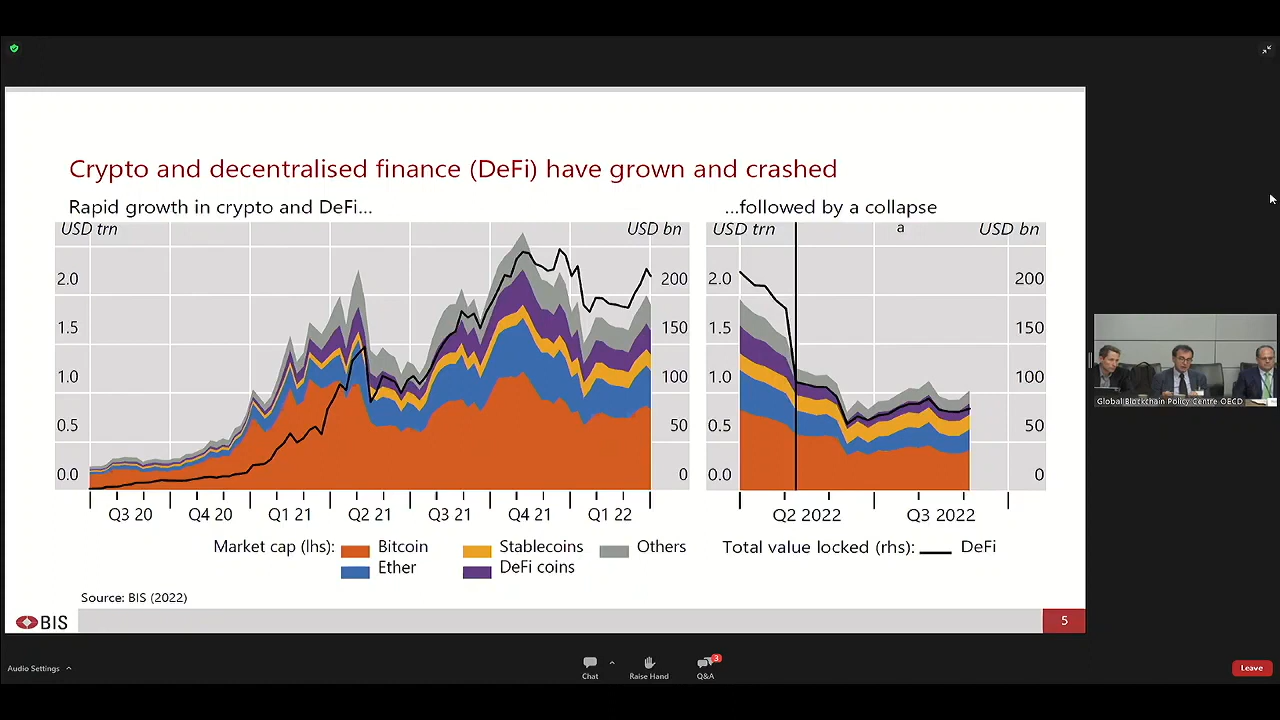 Crypto and decentralised finance (DeFi) have grown and crashed
Rapid growth in crypto and DeFi...
USD trn
USD bn
2.0
1.5
1.0
0.5
0.0
200
150
100
50
0
Q3 20
Q4 20
Q1 21
Q2 21
Q3 21
Q4 21
Q1 22
...followed by a collapse
USD trn
a
USD bn
2.0
1.5
1.0
0.5
0.0
200
150
100
50
0
Q2 2022
Q3 2022
Market cap (lhs):
Bitcoin
Ether
Stablecoins
DeFi coins
Others
Total value locked (rhs):
DeFi
Source: BIS (2022)
BIS
5
Global Blockchain Policy Centre OECD
Audio Settings
Chat
Raise Hand
Q&A
3
Leave